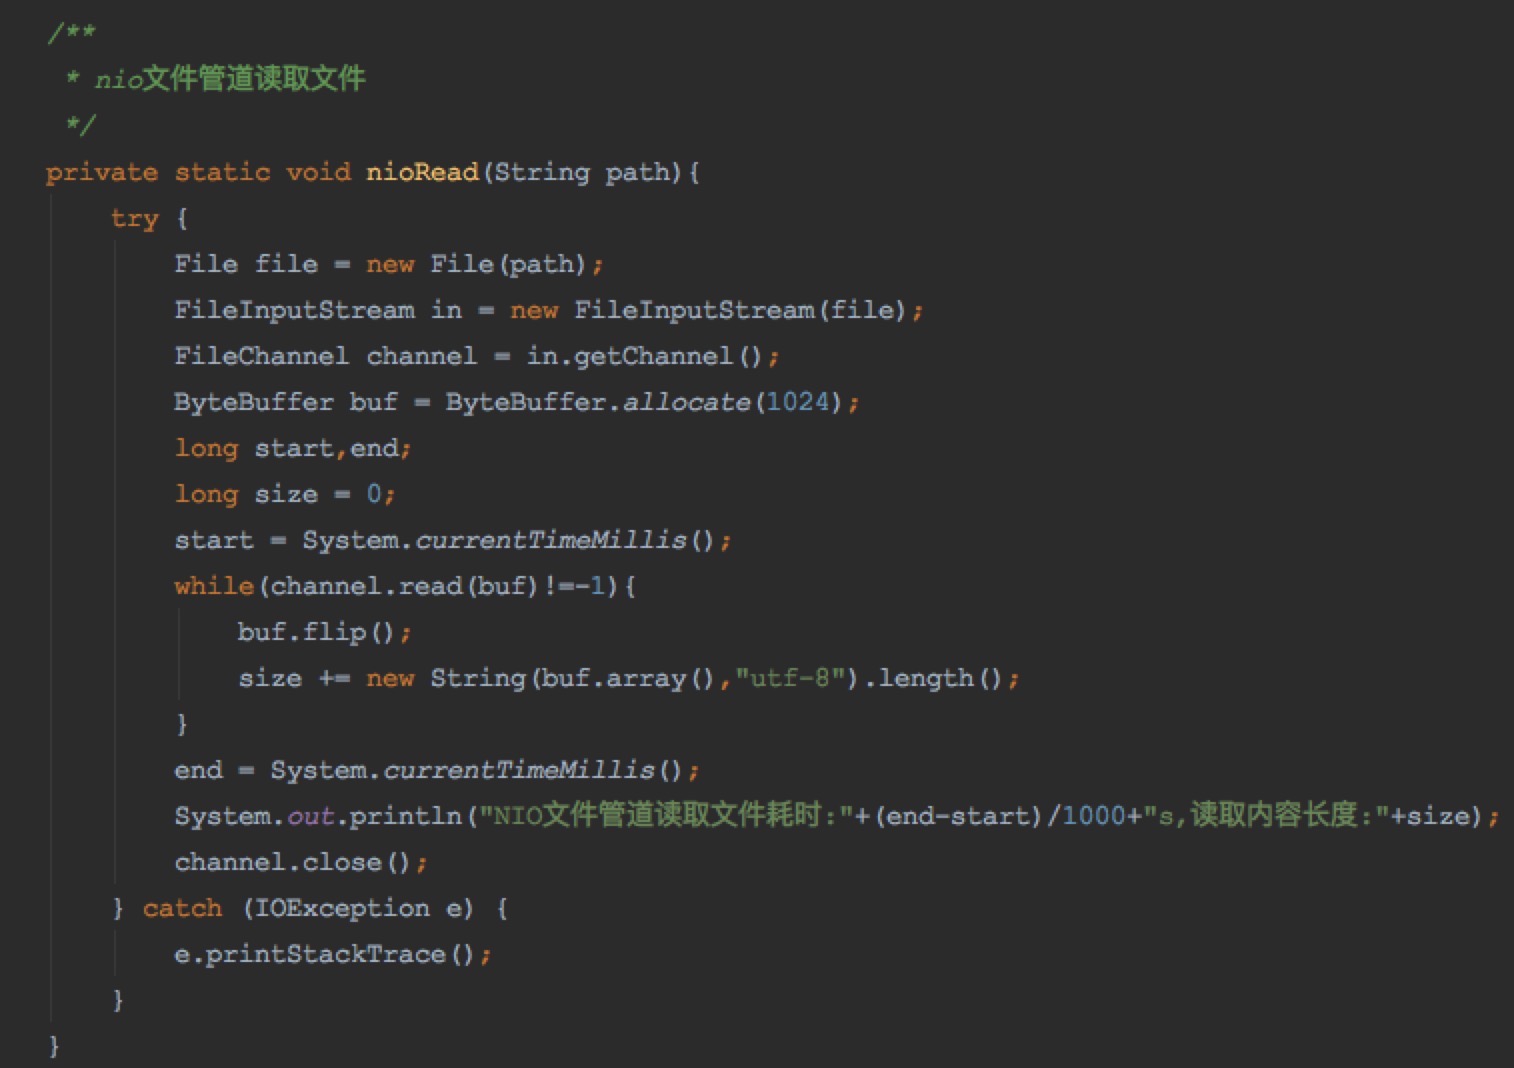 /**
 * nio文件管道读取文件
 */
private static void nioRead(String path){
    try {
        File file = new File(path);
        FileInputStream in = new FileInputStream(file);
        FileChannel channel = in.getChannel();
        ByteBuffer buf = ByteBuffer.allocate(1024);
        long start,end;
        long size = 0;
        start = System.currentTimeMillis();
        while(channel.read(buf)!=-1){
            buf.flip();
            size += new String(buf.array(),"utf-8").length();
        }
        end = System.currentTimeMillis();
        System.out.println("NIO文件管道读取文件耗时:"+(end-start)/1000+"s,读取内容长度:"+size);
        channel.close();
    } catch (IOException e) {
        e.printStackTrace();
    }
}